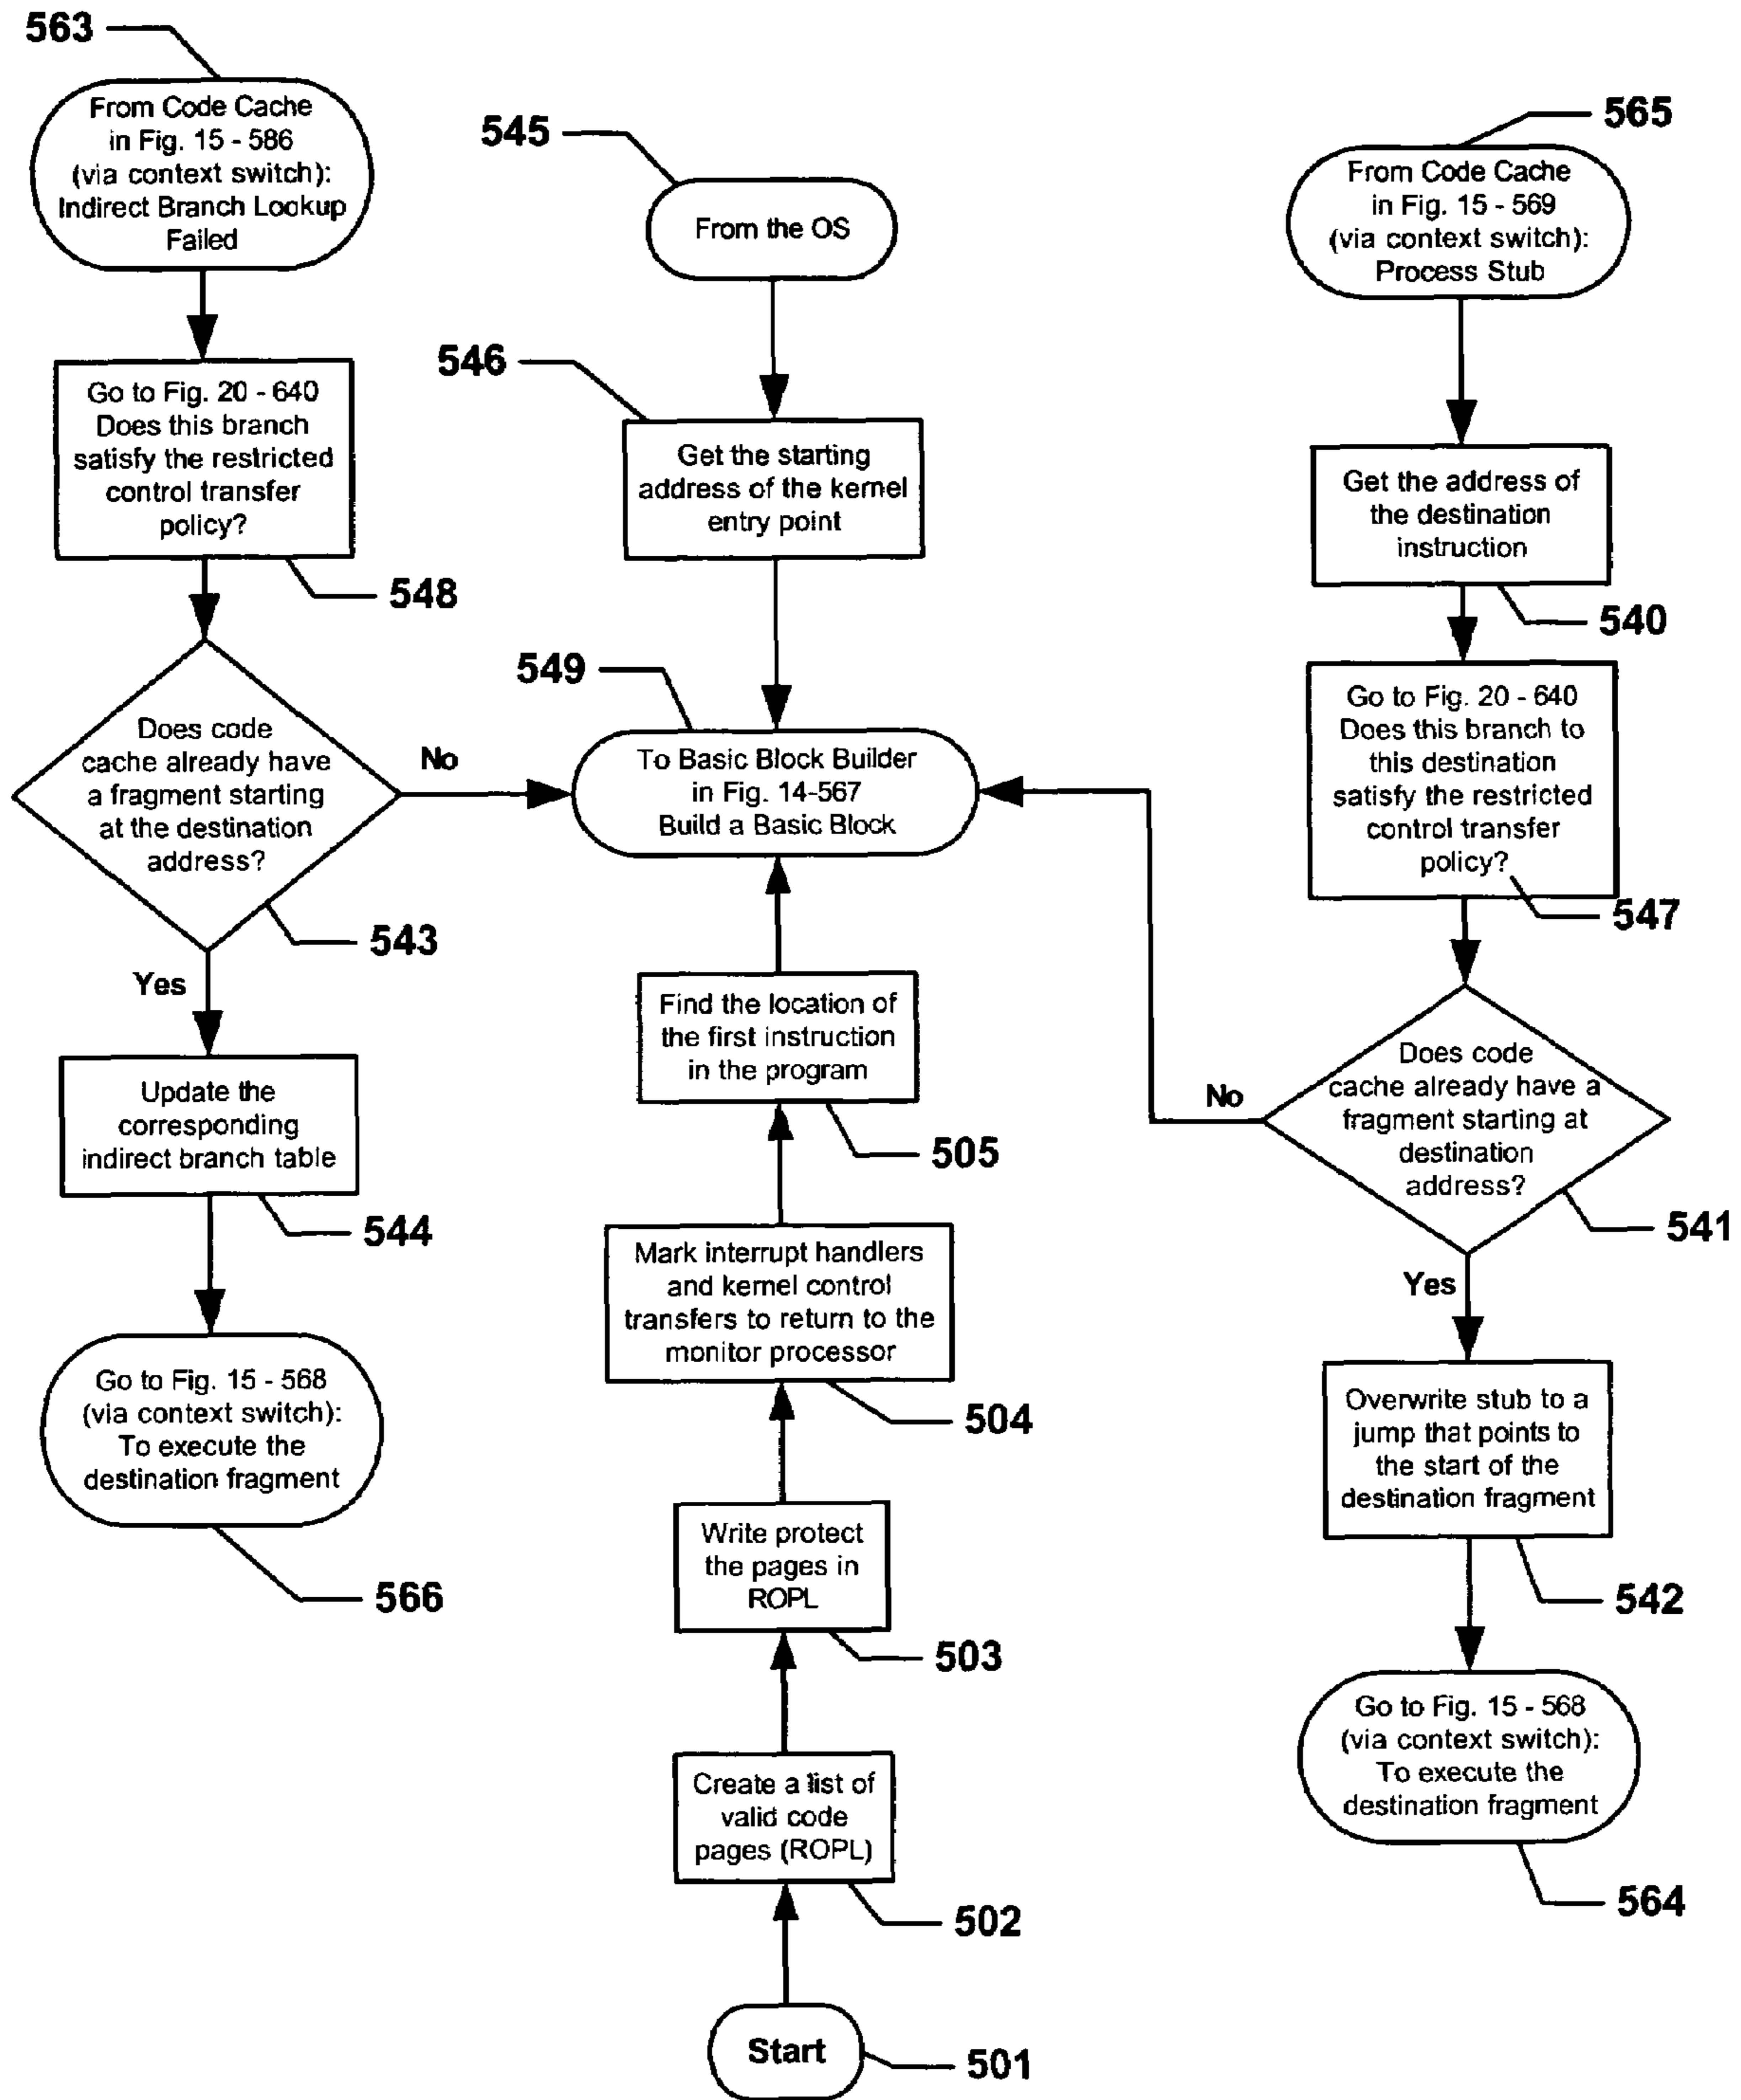 563
From Code Cache
in Fig. 15 - 586
(via context switch):
Indirect Branch Lookup
Failed
Go to Fig. 20 - 640
Does this branch
satisfy the restricted
control transfer
policy?
548
Does code
cache already have
a fragment starting
at the destination
address?
No
543
Yes
Update the
corresponding
indirect branch table
544
Go to Fig. 15 - 568
(via context switch):
To execute the
destination fragment
566
545
From the OS
546
Get the starting
address of the kernel
entry point
549
To Basic Block Builder
in Fig. 14-567
Build a Basic Block
Find the location of
the first instruction
in the program
505
Mark interrupt handlers
and kernel control
transfers to return to the
monitor processor
504
Write protect
the pages in
ROPL
503
Create a list of
valid code
pages (ROPL)
502
Start
501
565
From Code Cache
in Fig. 15 - 569
(via context switch):
Process Stub
Get the address of
the destination
instruction
540
Go to Fig. 20 - 640
Does this branch to
this destination
satisfy the restricted
control transfer
policy?
547
Does code
cache already have a
fragment starting at
destination
address?
No
541
Yes
Overwrite stub to a
jump that points to
the start of the
destination fragment
542
Go to Fig. 15 - 568
(via context switch):
To execute the
destination fragment
564